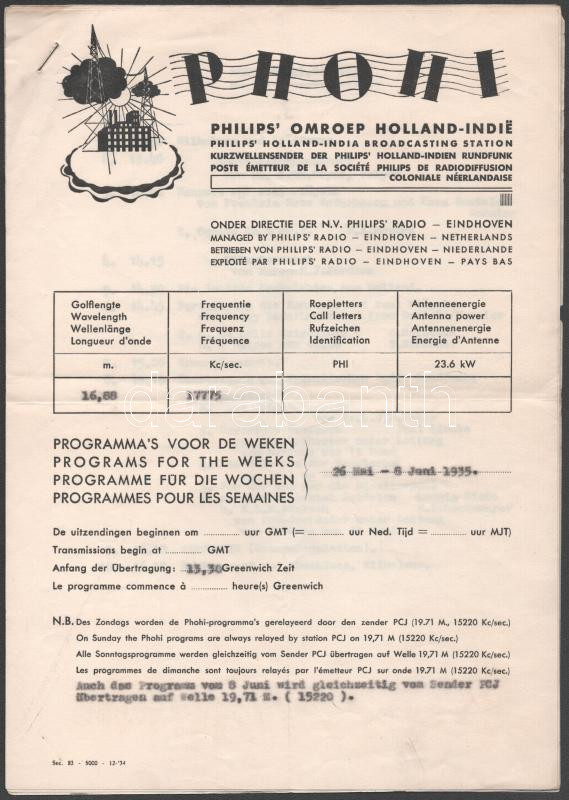 PHOHI
PHILIPS' OMROEP HOLLAND-INDIË
PHILIPS' HOLLAND-INDIA BROADCASTING STATION
KURZWELLENSENDER DER PHILIPS' HOLLAND-INDIEN RUNDFUNK
POSTE ÉMETTEUR DE LA SOCIÉTÉ PHILIPS DE RADIODIFFUSION
COLONIALE NÉERLANDAISE
ONDER DIRECTIE DER N.V. PHILIPS' RADIO – EINDHOVEN
MANAGED BY PHILIPS' RADIO – EINDHOVEN – NETHERLANDS
BETRIEBEN VON PHILIPS' RADIO – EINDHOVEN – NIEDERLANDE
EXPLOITÉ PAR PHILIPS' RADIO – EINDHOVEN – PAYS BAS
Golflengte Frequentie Roepletters Antenneenergie
Wavelength Frequency Call letters Antenna power
Wellenlänge Frequenz Rufzeichen Antennenenergie
Longueur d'onde Fréquence Identification Energie d'Antenne
m. Kc/sec. PHI 23.6 kW
16,88 17775
darabanth
PROGRAMMA'S VOOR DE WEKEN
PROGRAMS FOR THE WEEKS
PROGRAMME FÜR DIE WOCHEN
PROGRAMMES POUR LES SEMAINES
26 Mai – 8 Juni 1935.
De uitzendingen beginnen om ............ uur GMT (= ............ uur Ned. Tijd = ............ uur MJT)
Transmissions begin at ............ GMT
Anfang der Übertragung: 13,30 Greenwich Zeit
Le programme commence à ............ heure(s) Greenwich
N.B. Des Zondags worden de Phohi-programma's gerelayeerd door den zender PCJ (19.71 M., 15220 Kc/sec.)
On Sunday the Phohi programs are always relayed by station PCJ on 19,71 m (15220 Kc/sec.)
Alle Sonntagsprogramme werden gleichzeitig vom Sender PCJ übertragen auf Welle 19,71 M (15220 Kc/sec.)
Les programmes de dimanche sont toujours relayés par l'émetteur PCJ sur onde 19.71 M (15220 Kc/sec.)
Auch das Programm vom 8 Juni wird gleichzeitig vom Sender PCJ
übertragen auf Welle 19,71 M. ( 15220 ).
Sec. 83 - 5000 - 12-'34